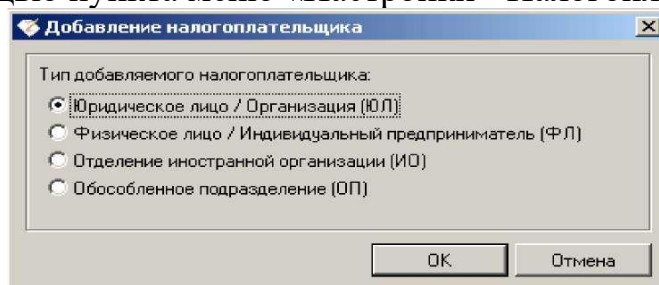 Добавление налогоплательщика
Тип добавляемого налогоплательщика:
Юридическое лицо / Организация (ЮЛ)
Физическое лицо / Индивидуальный предприниматель (ФЛ)
Отделение иностранной организации (ИО)
Обособленное подразделение (ОП)
OK Отмена